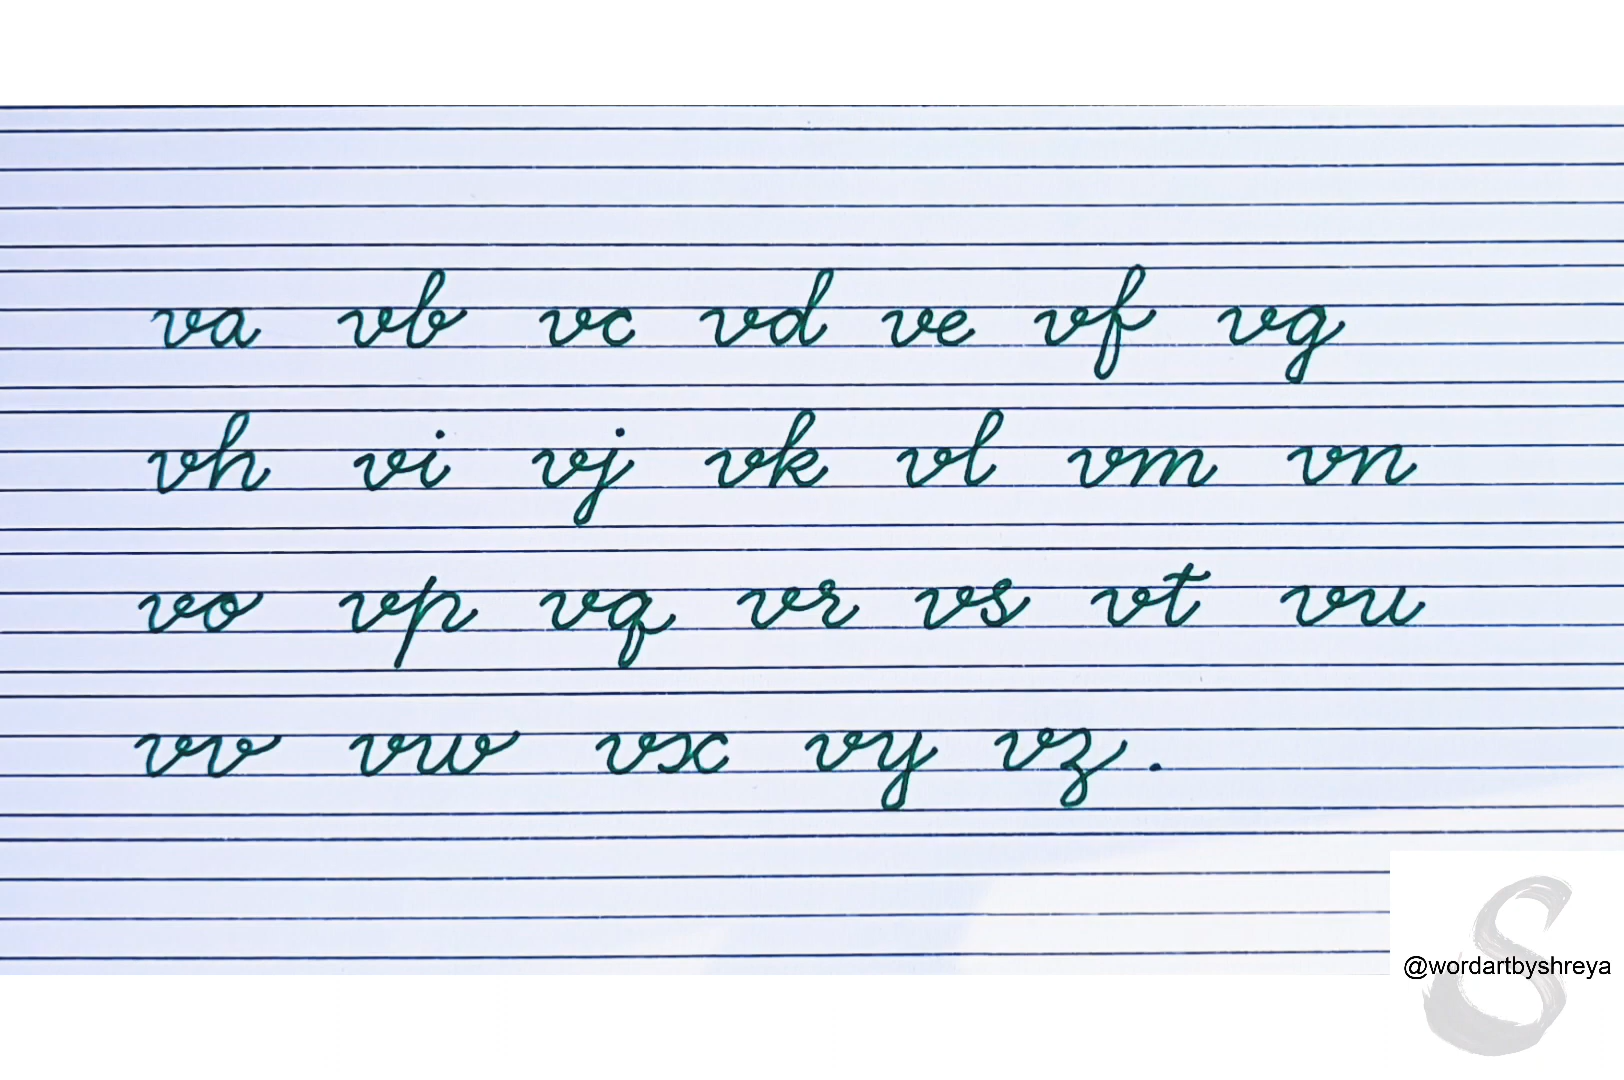 va vb vc vd ve vf vg
vh vi vj vk vl vm vn
vo vp vq vr vs vt vu
vv vw vx vy vz.
@wordartbyshreya